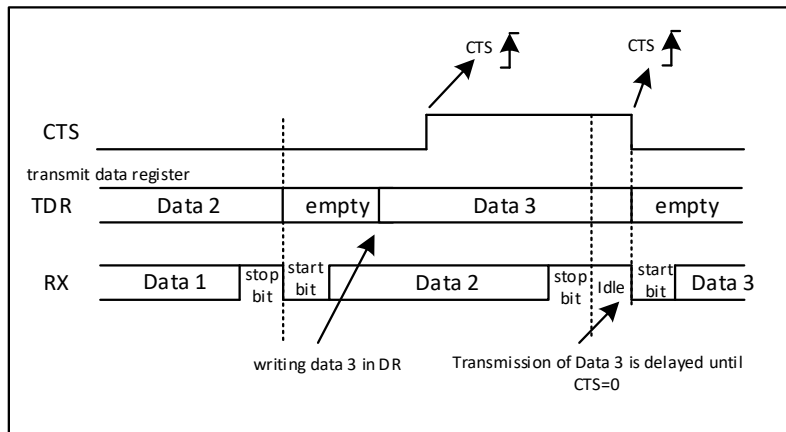 CTS
CTS
CTS
transmit data register
TDR
Data 2
empty
Data 3
empty
RX
Data 1
stop
bit
start
bit
Data 2
stop
bit
Idle
start
bit
Data 3
writing data 3 in DR
Transmission of Data 3 is delayed until
CTS=0